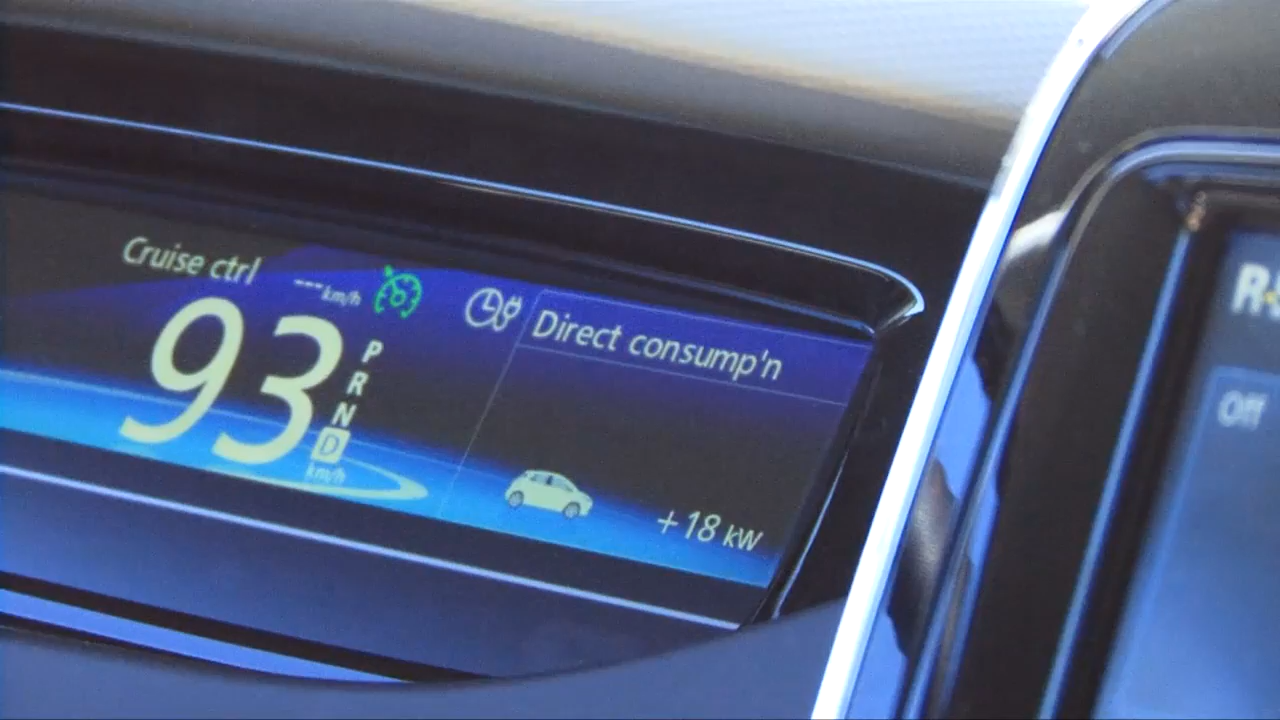 Cruise ctrl
--- km/h
93
P
R
N
D
km/h
Direct consump'n
+18 kW
Off